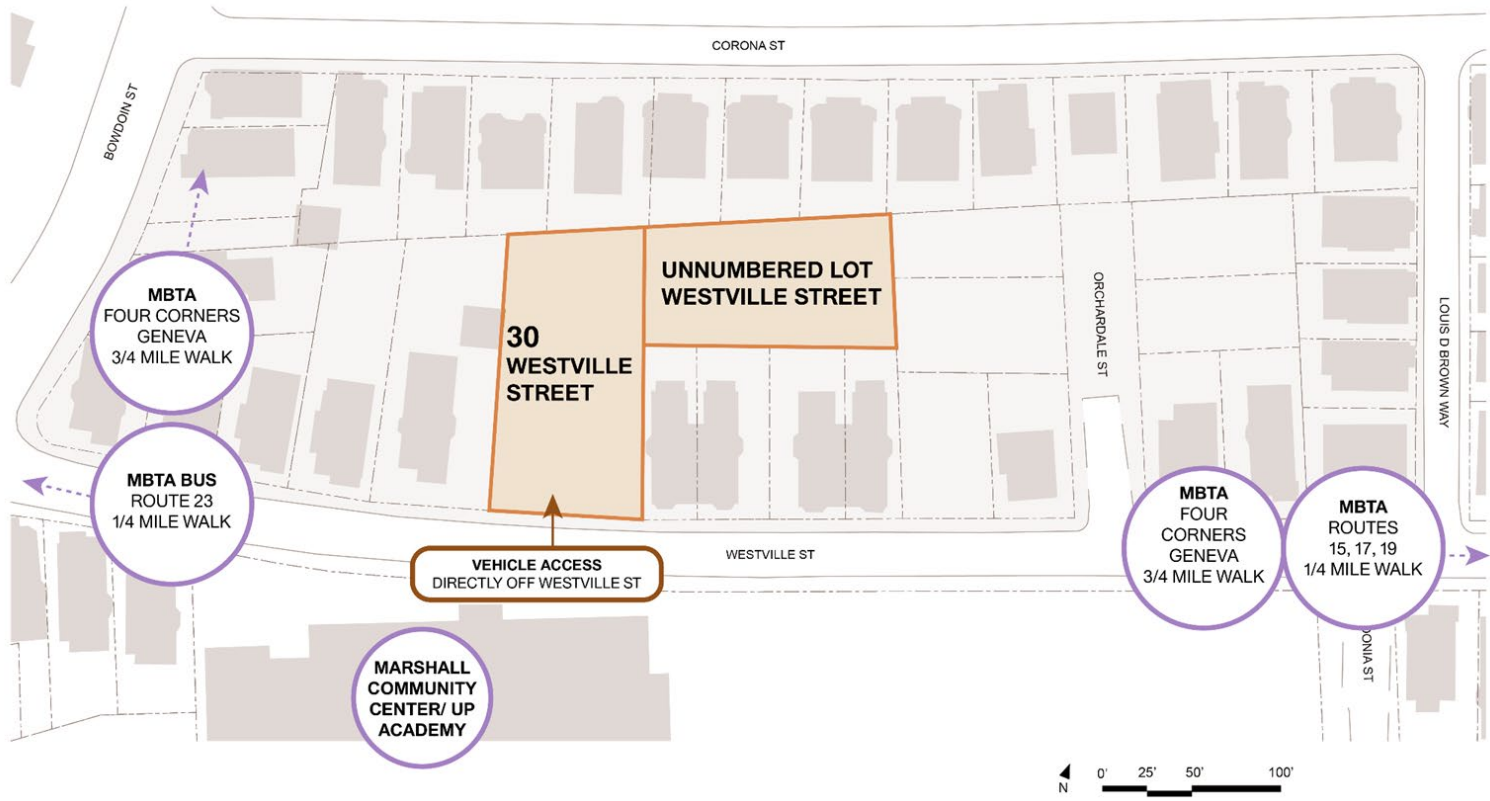 CORONA ST
BOWDOIN ST
MBTA
FOUR CORNERS
GENEVA
3/4 MILE WALK
30
WESTVILLE
STREET
UNNUMBERED LOT
WESTVILLE STREET
ORCHARDALE ST
LOUIS D BROWN WAY
MBTA BUS
ROUTE 23
1/4 MILE WALK
VEHICLE ACCESS
DIRECTLY OFF WESTVILLE ST
WESTVILLE ST
MBTA
FOUR
CORNERS
GENEVA
3/4 MILE WALK
MBTA
ROUTES
15, 17, 19
1/4 MILE WALK
MARSHALL
COMMUNITY
CENTER/ UP
ACADEMY
ST
N
0'
25'
50'
100'